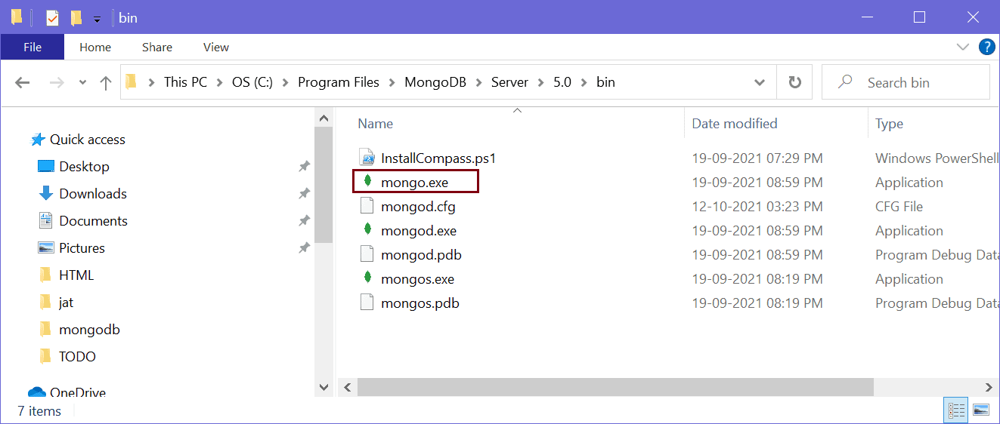 bin
File Home Share View ?
This PC OS (C:) Program Files MongoDB Server 5.0 bin Search bin
Quick access
Desktop
Downloads
Documents
Pictures
HTML
jat
mongodb
TODO
OneDrive
Name Date modified Type
InstallCompass.ps1 19-09-2021 07:29 PM Windows PowerShell
mongo.exe 19-09-2021 08:59 PM Application
mongod.cfg 12-10-2021 03:23 PM CFG File
mongod.exe 19-09-2021 08:59 PM Application
mongod.pdb 19-09-2021 08:59 PM Program Debug Data
mongos.exe 19-09-2021 08:19 PM Application
mongos.pdb 19-09-2021 08:19 PM Program Debug Data
7 items